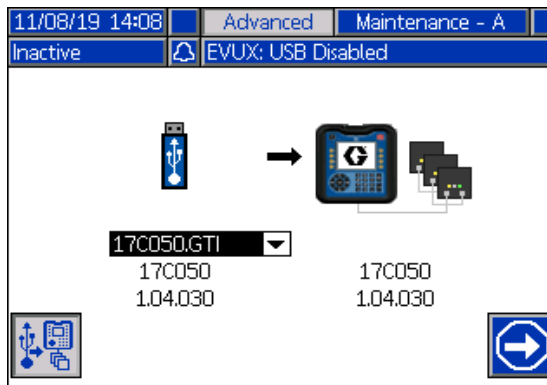 11/08/19 14:08 Advanced Maintenance - A
Inactive EVUX: USB Disabled
G
17C050.GTI
17C050 17C050
1.04.030 1.04.030